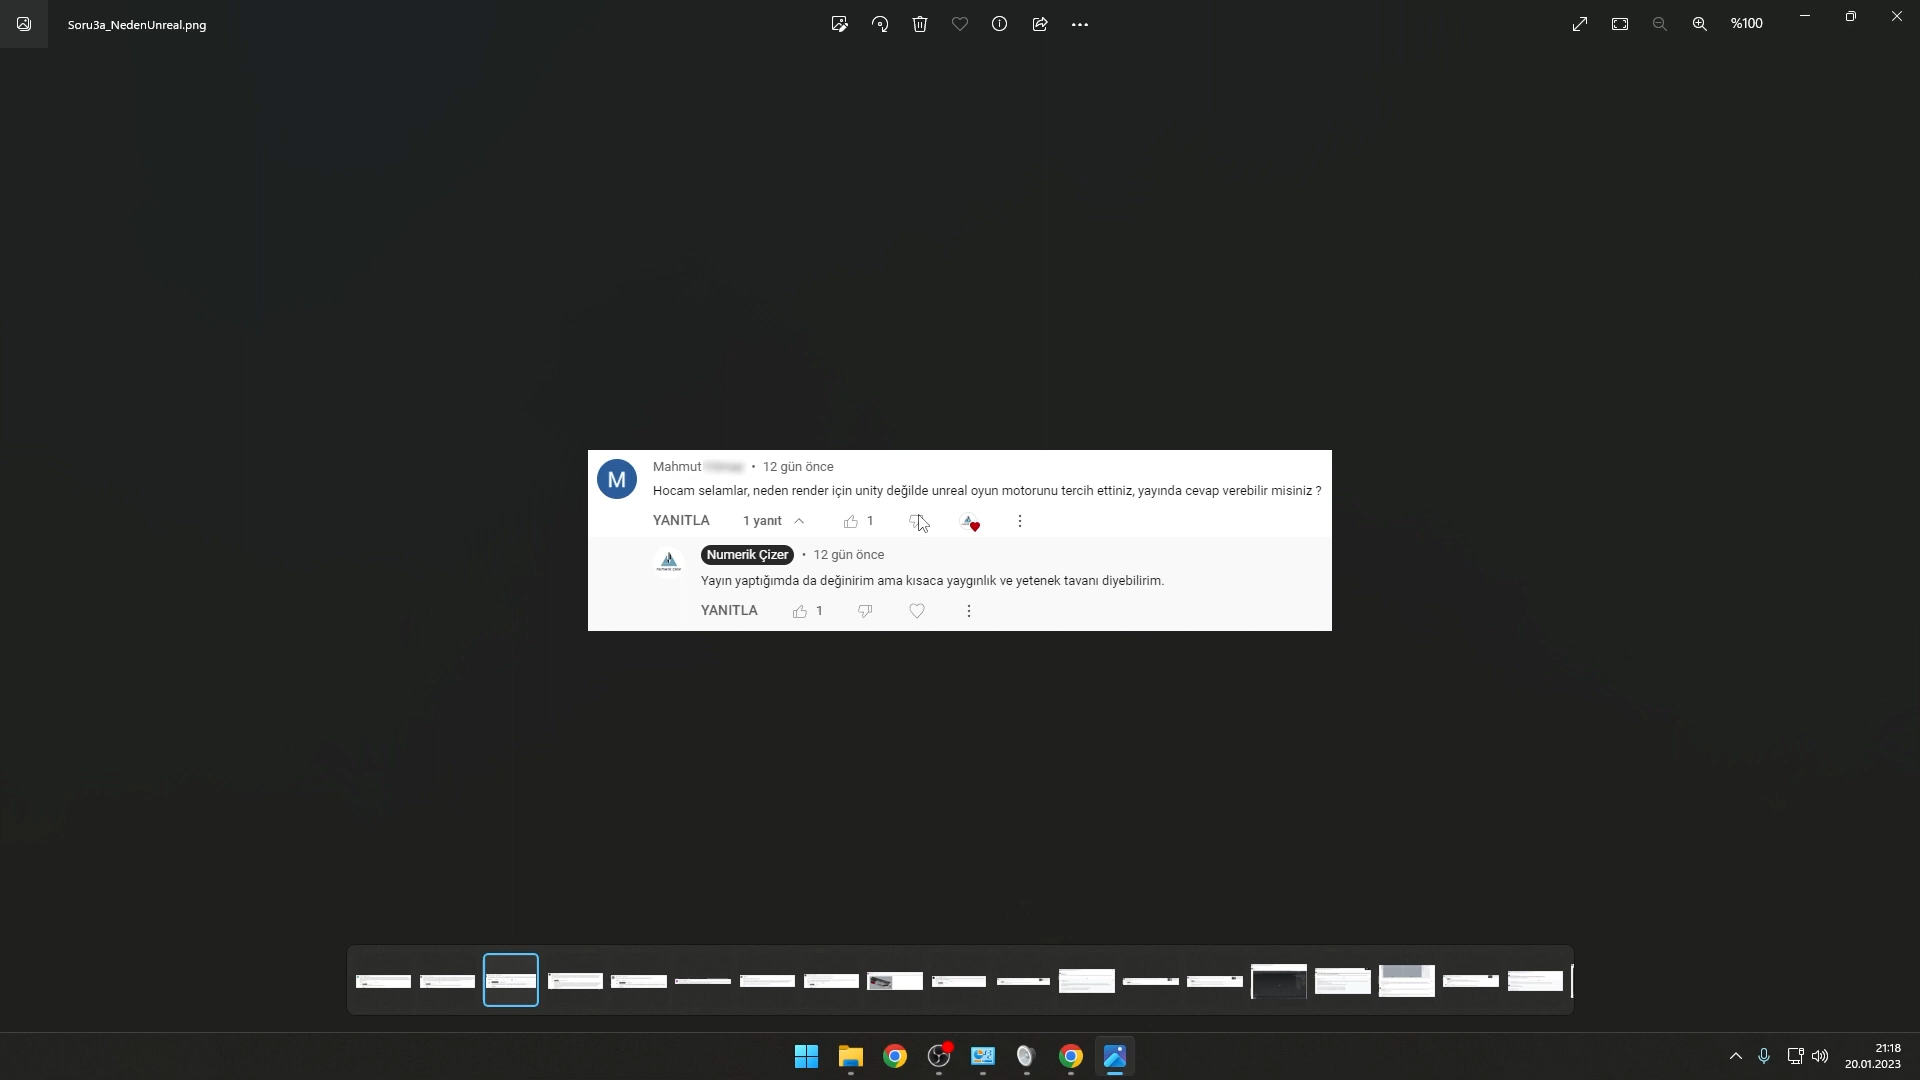 Soru3a_NedenUnreal.png
%100
M
Mahmut • 12 gün önce
Hocam selamlar, neden render için unity değilde unreal oyun motorunu tercih ettiniz, yayında cevap verebilir misiniz ?
YANITLA 1 yanıt 1
Numerik Çizer • 12 gün önce
Yayın yaptığımda da değinirim ama kısaca yaygınlık ve yetenek tavanı diyebilirim.
YANITLA 1
21:18
20.01.2023